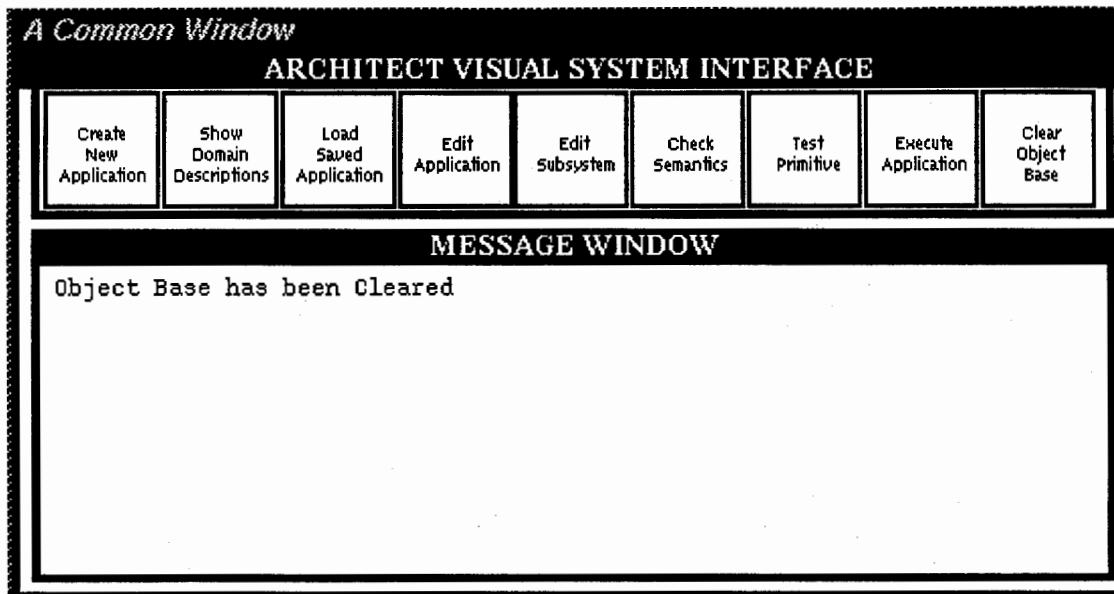 A Common Window
ARCHITECT VISUAL SYSTEM INTERFACE
Create
New
Application
Show
Domain
Descriptions
Load
Saved
Application
Edit
Application
Edit
Subsystem
Check
Semantics
Test
Primitive
Execute
Application
Clear
Object
Base
MESSAGE WINDOW
Object Base has been Cleared